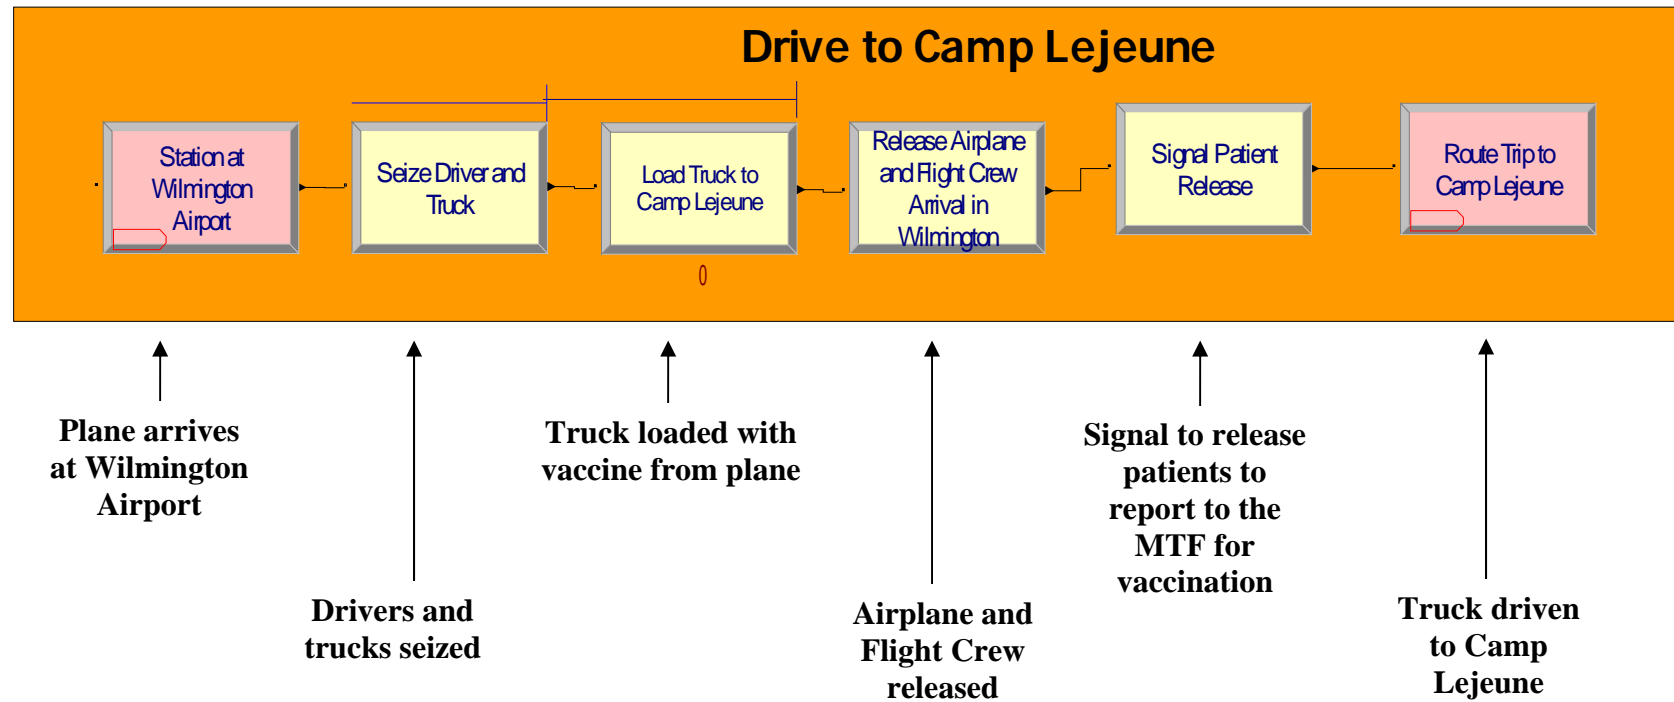 Drive to Camp Lejeune
Station at
Wilmington
Airport
Seize Driver and
Truck
Load Truck to
Camp Lejeune
0
Release Airplane
and Flight Crew
Arrival in
Wilmington
Signal Patient
Release
Route Trip to
Camp Lejeune
Plane arrives
at Wilmington
Airport
Drivers and
trucks seized
Truck loaded with
vaccine from plane
Airplane and
Flight Crew
released
Signal to release
patients to
report to the
MTF for
vaccination
Truck driven
to Camp
Lejeune